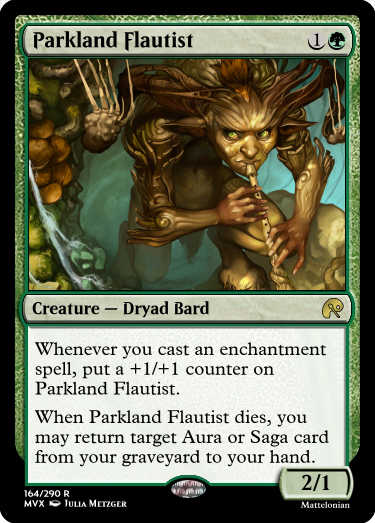 Parkland Flautist 1
Creature — Dryad Bard
Whenever you cast an enchantment
spell, put a +1/+1 counter on
Parkland Flautist.
When Parkland Flautist dies, you
may return target Aura or Saga card
from your graveyard to your hand.
2/1
164/290 R
MVX Julia Metzger
Mattelonian